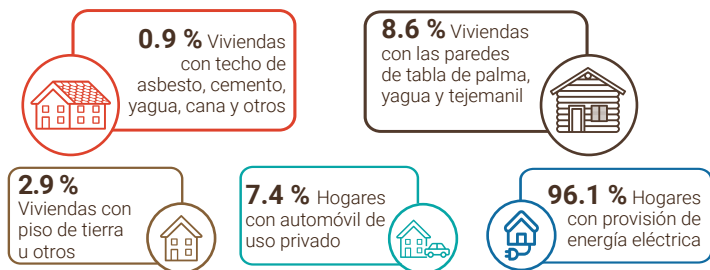 0.9 % Viviendas
con techo de
asbesto, cemento,
yagua, cana y otros
8.6 % Viviendas
con las paredes
de tabla de palma,
yagua y tejemanil
2.9 %
Viviendas con
piso de tierra
u otros
7.4 % Hogares
con automóvil de
uso privado
96.1 % Hogares
con provisión de
energía eléctrica